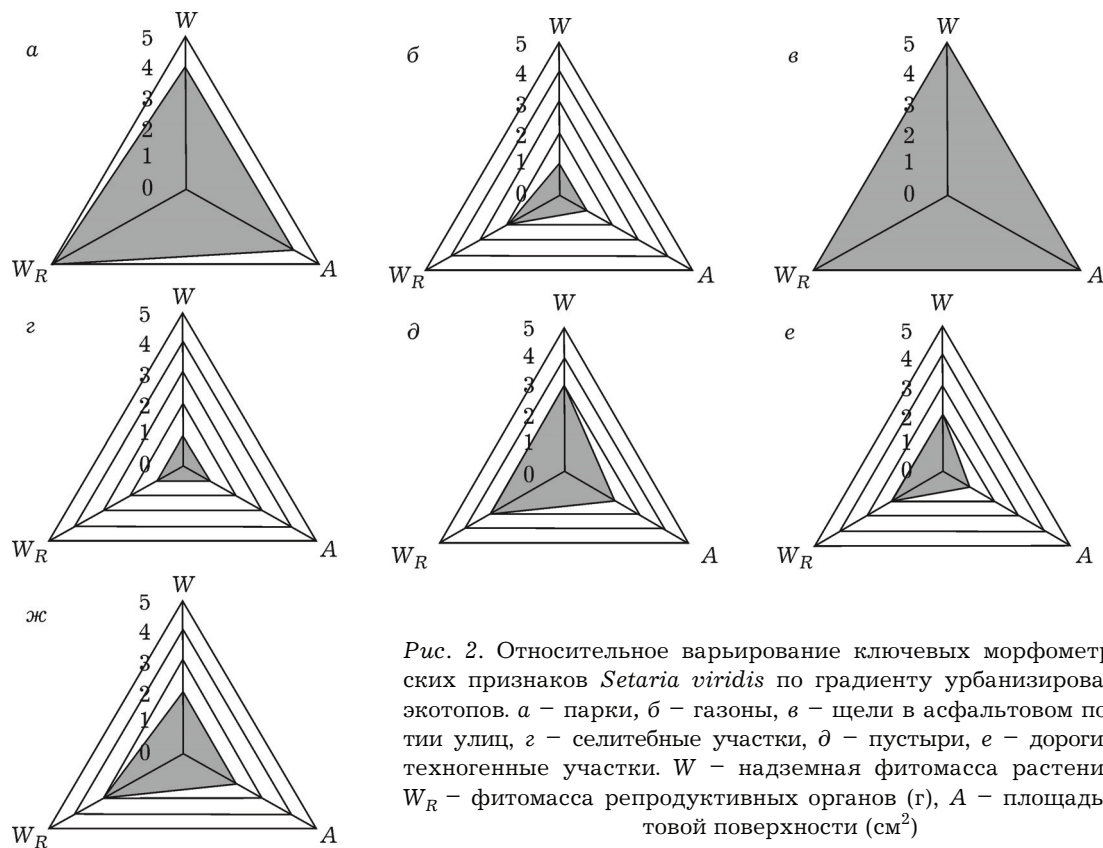 а
W
5
4
3
2
1
0
W_R
A
б
W
5
4
3
2
1
0
W_R
A
в
W
5
4
3
2
1
0
W_R
A
г
W
5
4
3
2
1
0
W_R
A
д
W
5
4
3
2
1
0
W_R
A
е
W
5
4
3
2
1
0
W_R
A
ж
W
5
4
3
2
1
0
W_R
A
Рис. 2. Относительное варьирование ключевых морфометр
ских признаков Setaria viridis по градиенту урбанизирова
экотопов. а – парки, б – газоны, в – щели в асфальтовом по
тии улиц, г – селитебные участки, д – пустыри, е – дороги
техногенные участки. W – надземная фитомасса растени
W_R – фитомасса репродуктивных органов (г), A – площадь
товой поверхности (см²)